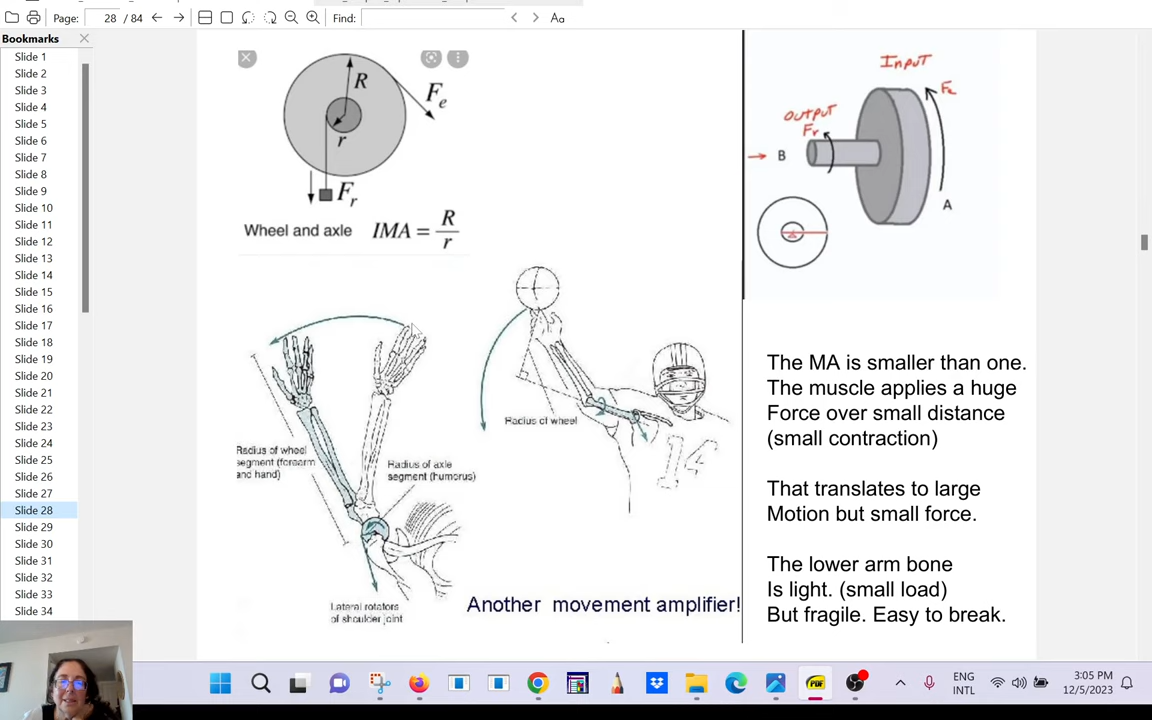 Page:
28 / 84
Find:
Aa
Bookmarks
Slide 1
Slide 2
Slide 3
Slide 4
Slide 5
Slide 6
Slide 7
Slide 8
Slide 9
Slide 10
Slide 11
Slide 12
Slide 13
Slide 14
Slide 15
Slide 16
Slide 17
Slide 18
Slide 19
Slide 20
Slide 21
Slide 22
Slide 23
Slide 24
Slide 25
Slide 26
Slide 27
Slide 28
Slide 29
Slide 30
Slide 31
Slide 32
Slide 33
Slide 34
R
Fe
r
Fr
Wheel and axle IMA = R/r
INPUT
Fe
OUTPUT
Fr
B
A
Radius of wheel
14
Radius of wheel
segment (forearm
and hand)
Radius of axle
segment (humorus)
Lateral rotators
of shoulder joint
Another movement amplifier!
The MA is smaller than one.
The muscle applies a huge
Force over small distance
(small contraction)
That translates to large
Motion but small force.
The lower arm bone
Is light. (small load)
But fragile. Easy to break.
PDF
ENG
INTL
3:05 PM
12/5/2023